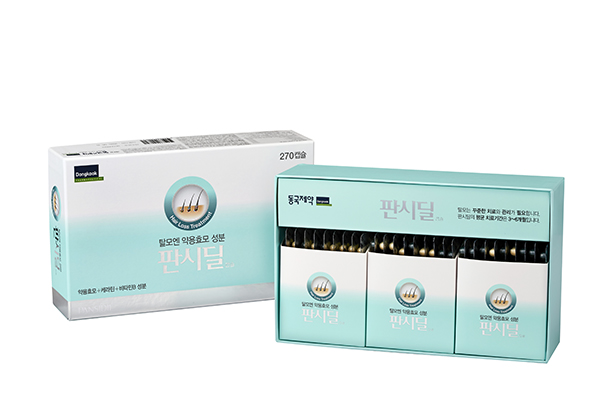 Dongkook
270캡슐
Hair Loss Treatment
탈모엔 약용효모 성분
판시딜
약용효모+케라틴+비타민B 성분
동국제약
Dongkook
판시딜
탈모는 꾸준한 치료와 관리가 필요합니다.
판시딜의 평균 치료기간은 3~6개월입니다.
탈모엔 약용효모 성분
판시딜
탈모엔 약용효모 성분
판시딜
탈모엔 약용효모 성분
판시딜